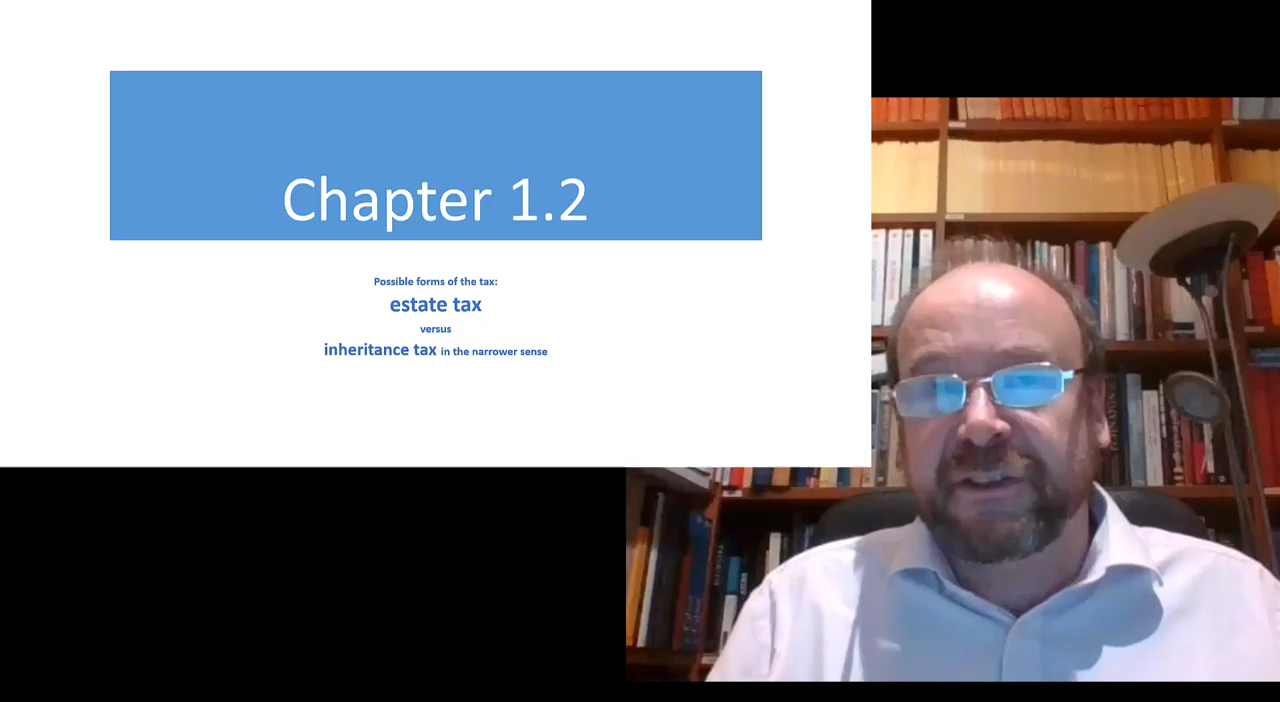 Chapter 1.2
Possible forms of the tax:
estate tax
versus
inheritance tax in the narrower sense